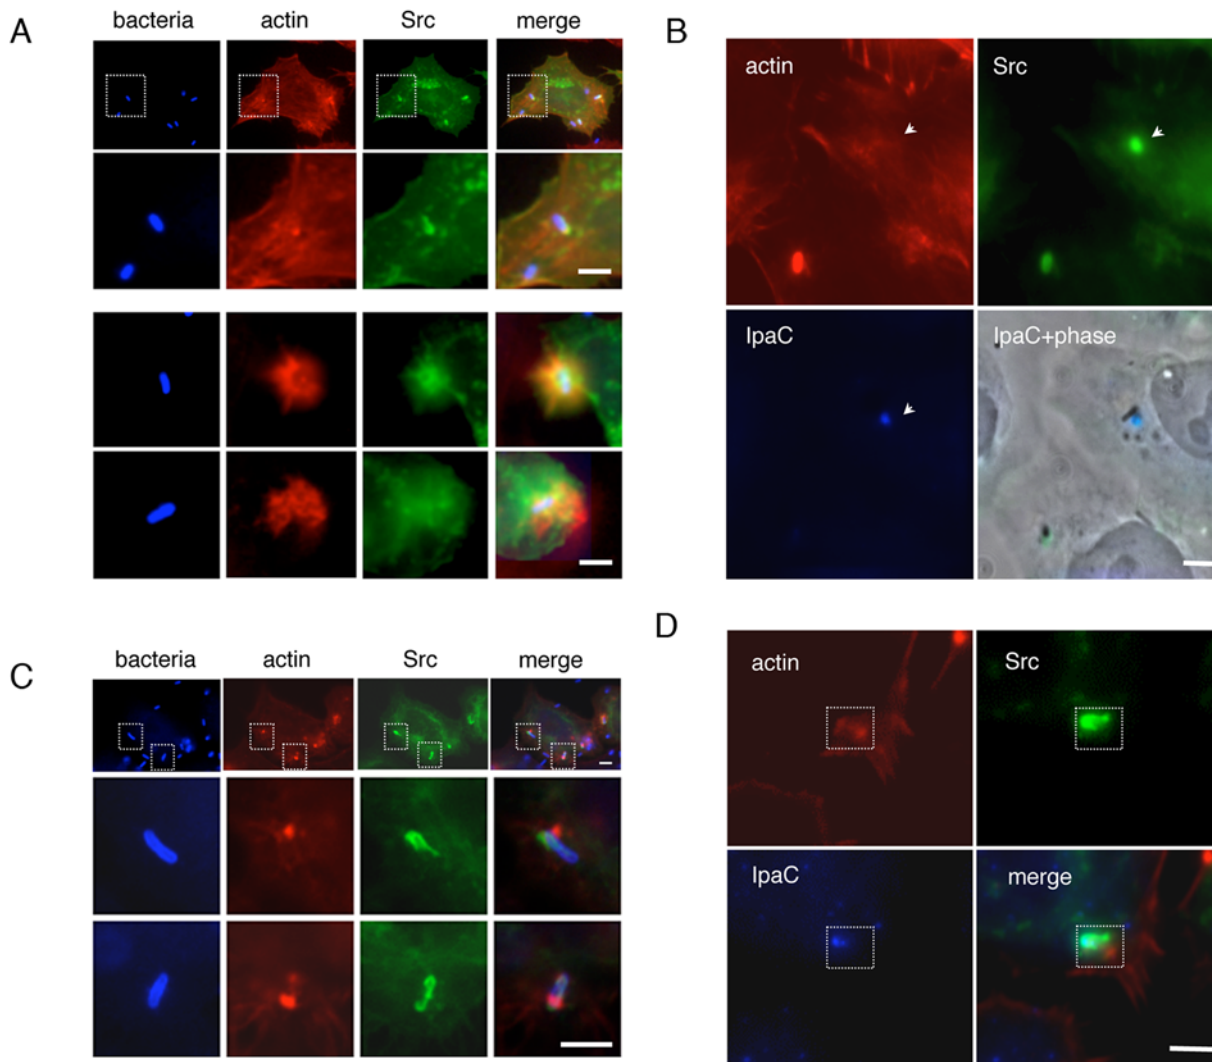 A
bacteria actin Src merge
B
actin Src
IpaC IpaC+phase
C
bacteria actin Src merge
D
actin Src
IpaC merge